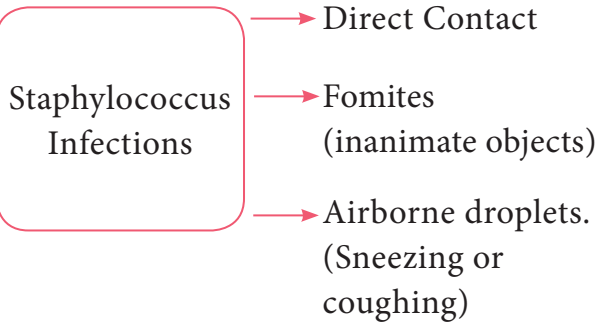 Staphylococcus
Infections
Direct Contact
Fomites
(inanimate objects)
Airborne droplets.
(Sneezing or
coughing)